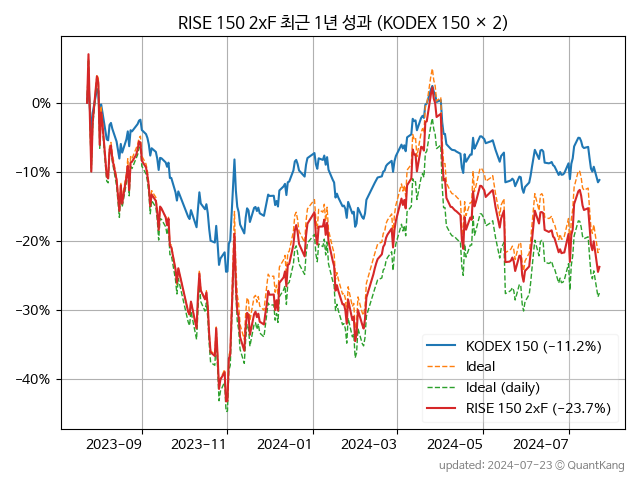 RISE 150 2xF 최근 1년 성과 (KODEX 150 × 2)
0%
−10%
−20%
−30%
−40%
KODEX 150 (−11.2%)
Ideal
Ideal (daily)
RISE 150 2xF (−23.7%)
2023−09 2023−11 2024−01 2024−03 2024−05 2024−07
updated: 2024−07−23 ⓒ QuantKang